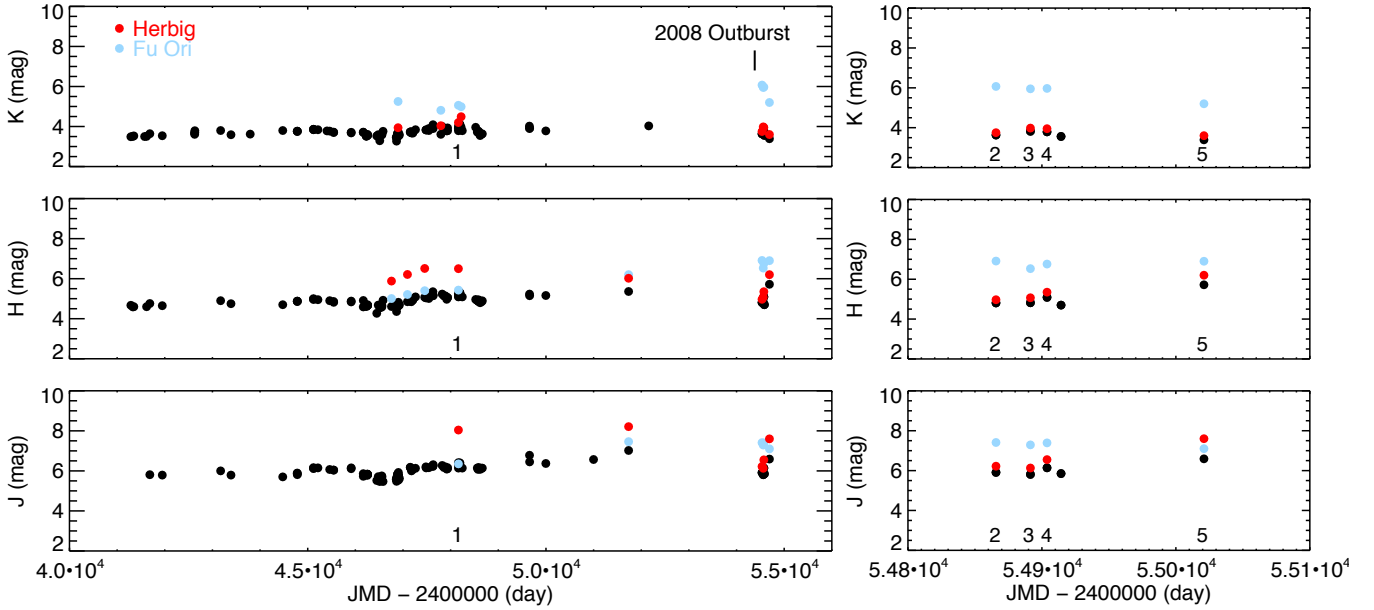 Herbig
Fu Ori
2008 Outburst
K (mag)
10
8
6
4
2
1
10
8
6
4
2
2 3 4 5
K (mag)
H (mag)
10
8
6
4
2
1
10
8
6
4
2
2 3 4 5
H (mag)
J (mag)
10
8
6
4
2
1
10
8
6
4
2
2 3 4 5
J (mag)
4.0•10⁴ 4.5•10⁴ 5.0•10⁴ 5.5•10⁴
JMD − 2400000 (day)
5.48•10⁴ 5.49•10⁴ 5.50•10⁴ 5.51•10⁴
JMD − 2400000 (day)